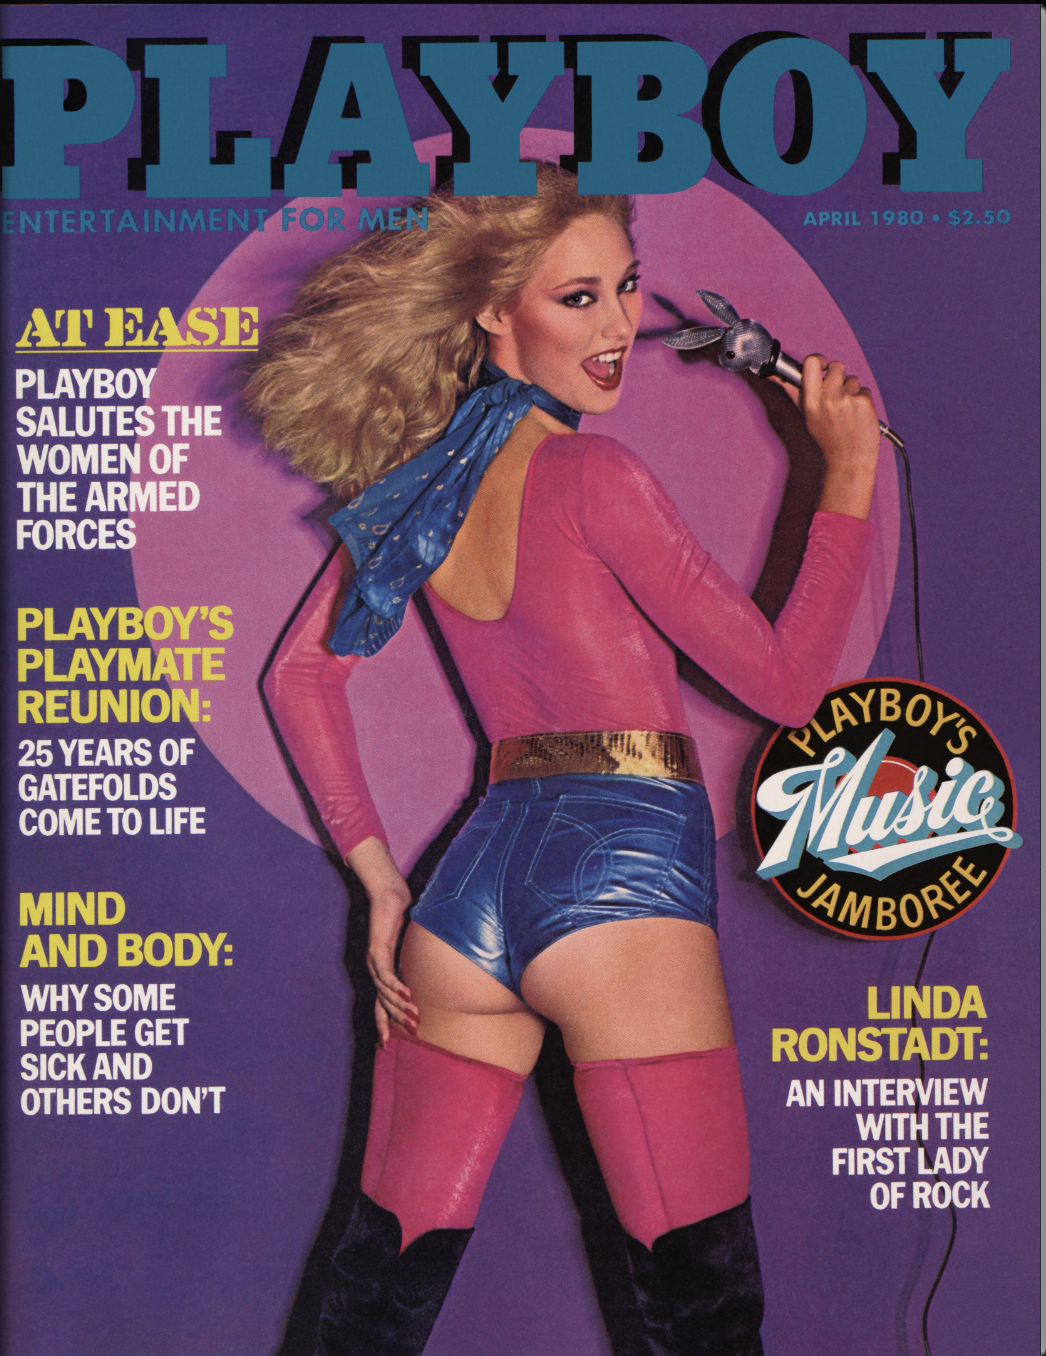 PLAYBOY
ENTERTAINMENT FOR MEN
APRIL 1980 • $2.50
AT EASE
PLAYBOY
SALUTES THE
WOMEN OF
THE ARMED
FORCES
PLAYBOY'S
PLAYMATE
REUNION:
25 YEARS OF
GATEFOLDS
COME TO LIFE
MIND
AND BODY:
WHY SOME
PEOPLE GET
SICK AND
OTHERS DON'T
PLAYBOY'S
Music
JAMBOREE
LINDA
RONSTADT:
AN INTERVIEW
WITH THE
FIRST LADY
OF ROCK